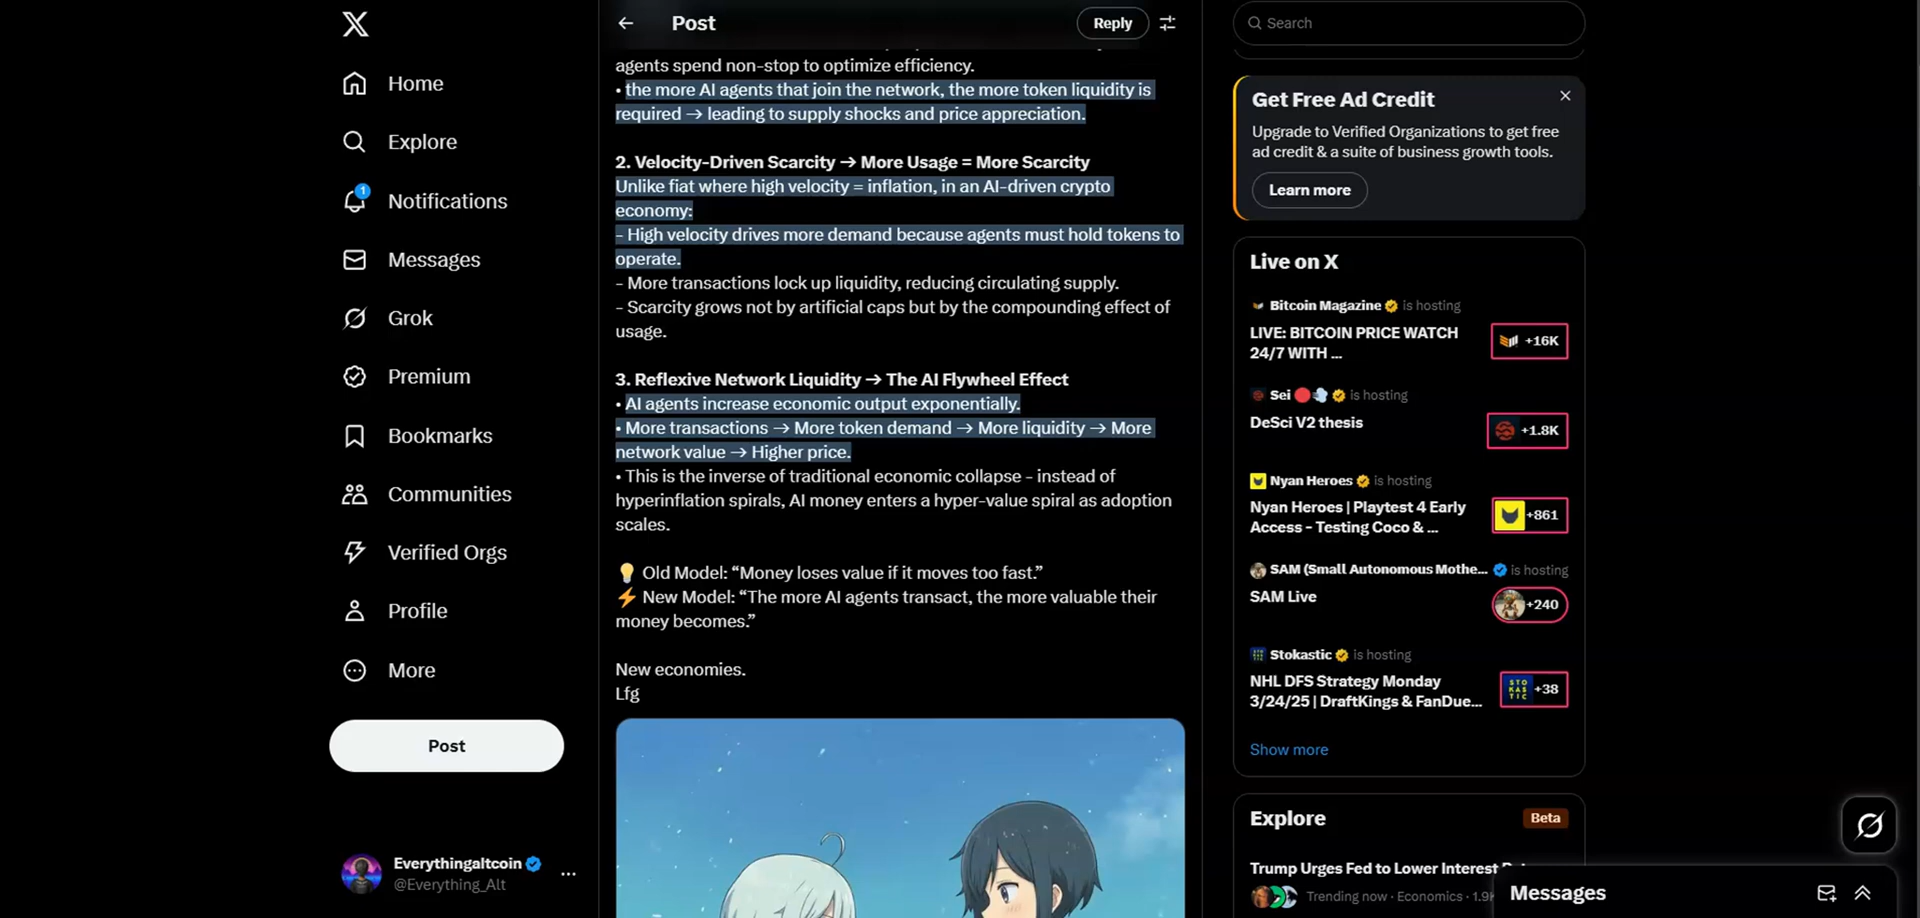 Home
Explore
1
Notifications
Messages
Grok
Premium
Bookmarks
Communities
Verified Orgs
Profile
More
Post
Everythingaltcoin
@Everything_Alt
Post
Reply
agents spend non-stop to optimize efficiency.
• the more AI agents that join the network, the more token liquidity is
required → leading to supply shocks and price appreciation.
2. Velocity-Driven Scarcity → More Usage = More Scarcity
Unlike fiat where high velocity = inflation, in an AI-driven crypto
economy:
- High velocity drives more demand because agents must hold tokens to
operate.
- More transactions lock up liquidity, reducing circulating supply.
- Scarcity grows not by artificial caps but by the compounding effect of
usage.
3. Reflexive Network Liquidity → The AI Flywheel Effect
• AI agents increase economic output exponentially.
• More transactions → More token demand → More liquidity → More
network value → Higher price.
• This is the inverse of traditional economic collapse - instead of
hyperinflation spirals, AI money enters a hyper-value spiral as adoption
scales.
💡 Old Model: “Money loses value if it moves too fast.”
⚡ New Model: “The more AI agents transact, the more valuable their
money becomes.”
New economies.
Lfg
Search
Get Free Ad Credit
Upgrade to Verified Organizations to get free
ad credit & a suite of business growth tools.
Learn more
Live on X
Bitcoin Magazine is hosting
LIVE: BITCOIN PRICE WATCH
24/7 WITH ...
+16K
Sei is hosting
DeSci V2 thesis
+1.8K
Nyan Heroes is hosting
Nyan Heroes | Playtest 4 Early
Access - Testing Coco & ...
+861
SAM (Small Autonomous Mothe... is hosting
SAM Live
+240
Stokastic is hosting
NHL DFS Strategy Monday
3/24/25 | DraftKings & FanDue...
+38
Show more
Explore
Beta
Trump Urges Fed to Lower Interest
Trending now · Economics
Messages